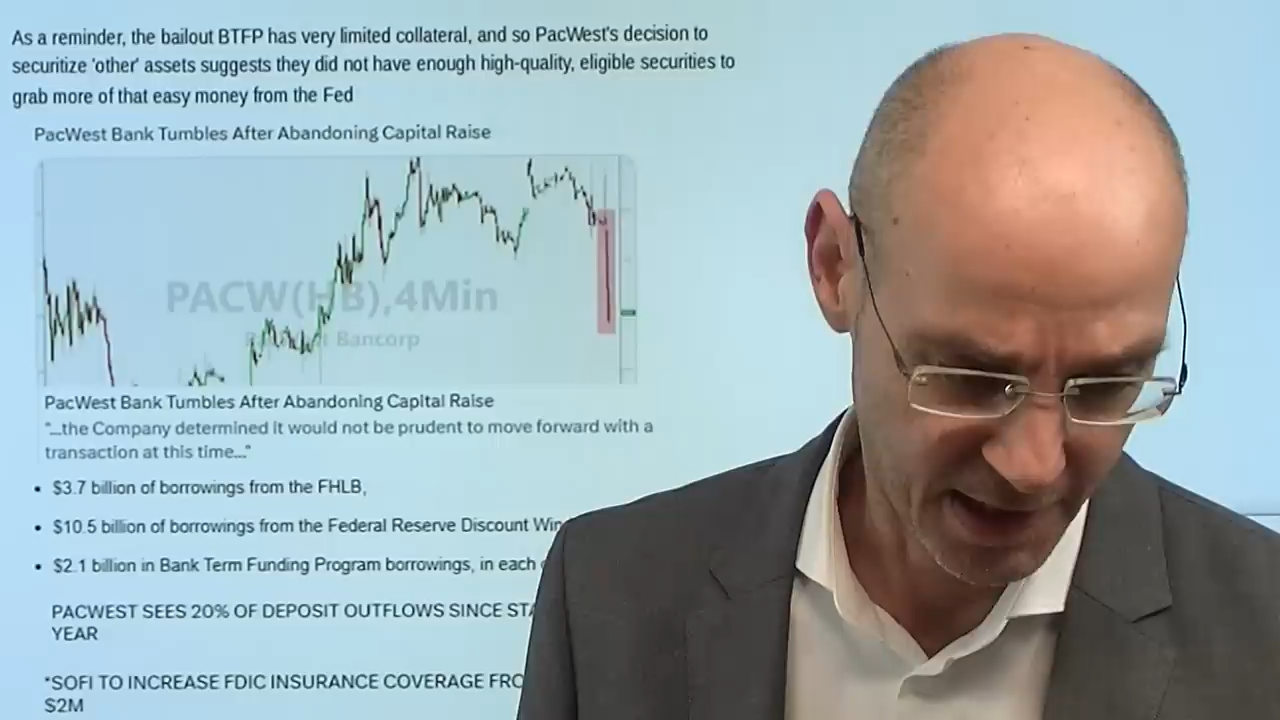 As a reminder, the bailout BTFP has very limited collateral, and so PacWest's decision to
securitize 'other' assets suggests they did not have enough high-quality, eligible securities to
grab more of that easy money from the Fed
PacWest Bank Tumbles After Abandoning Capital Raise
PACW(HB),4Min
Bancorp
PacWest Bank Tumbles After Abandoning Capital Raise
"...the Company determined it would not be prudent to move forward with a
transaction at this time..."
• $3.7 billion of borrowings from the FHLB,
• $10.5 billion of borrowings from the Federal Reserve Discount Win
• $2.1 billion in Bank Term Funding Program borrowings, in each
PACWEST SEES 20% OF DEPOSIT OUTFLOWS SINCE STA
YEAR
*SOFI TO INCREASE FDIC INSURANCE COVERAGE FRO
$2M